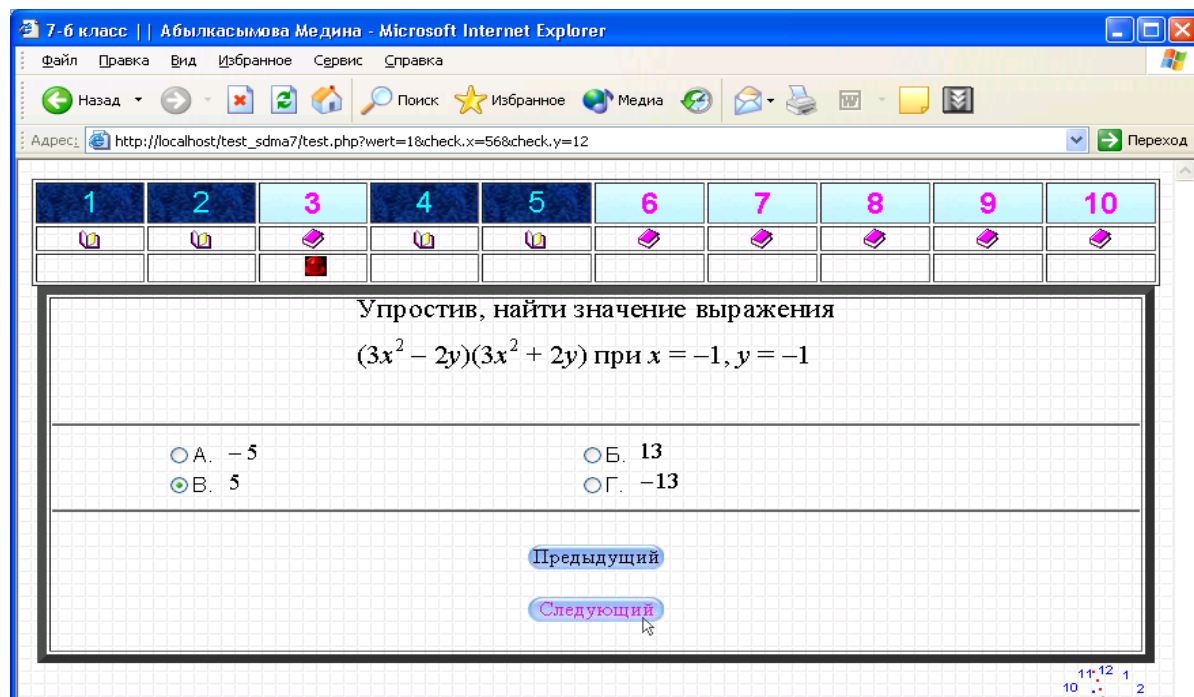 7-б класс || Абылкасымова Медина - Microsoft Internet Explorer
Файл Правка Вид Избранное Сервис Справка
Назад Поиск Избранное Медиа
Адрес: http://localhost/test_sdma7/test.php?wert=1&check.x=56&check.y=12 Переход
1 2 3 4 5 6 7 8 9 10
Упростив, найти значение выражения
(3x² – 2y)(3x² + 2y) при x = –1, y = –1
А. – 5 Б. 13
В. 5 Г. –13
Предыдущий
Следующий
11 12 1
10 2